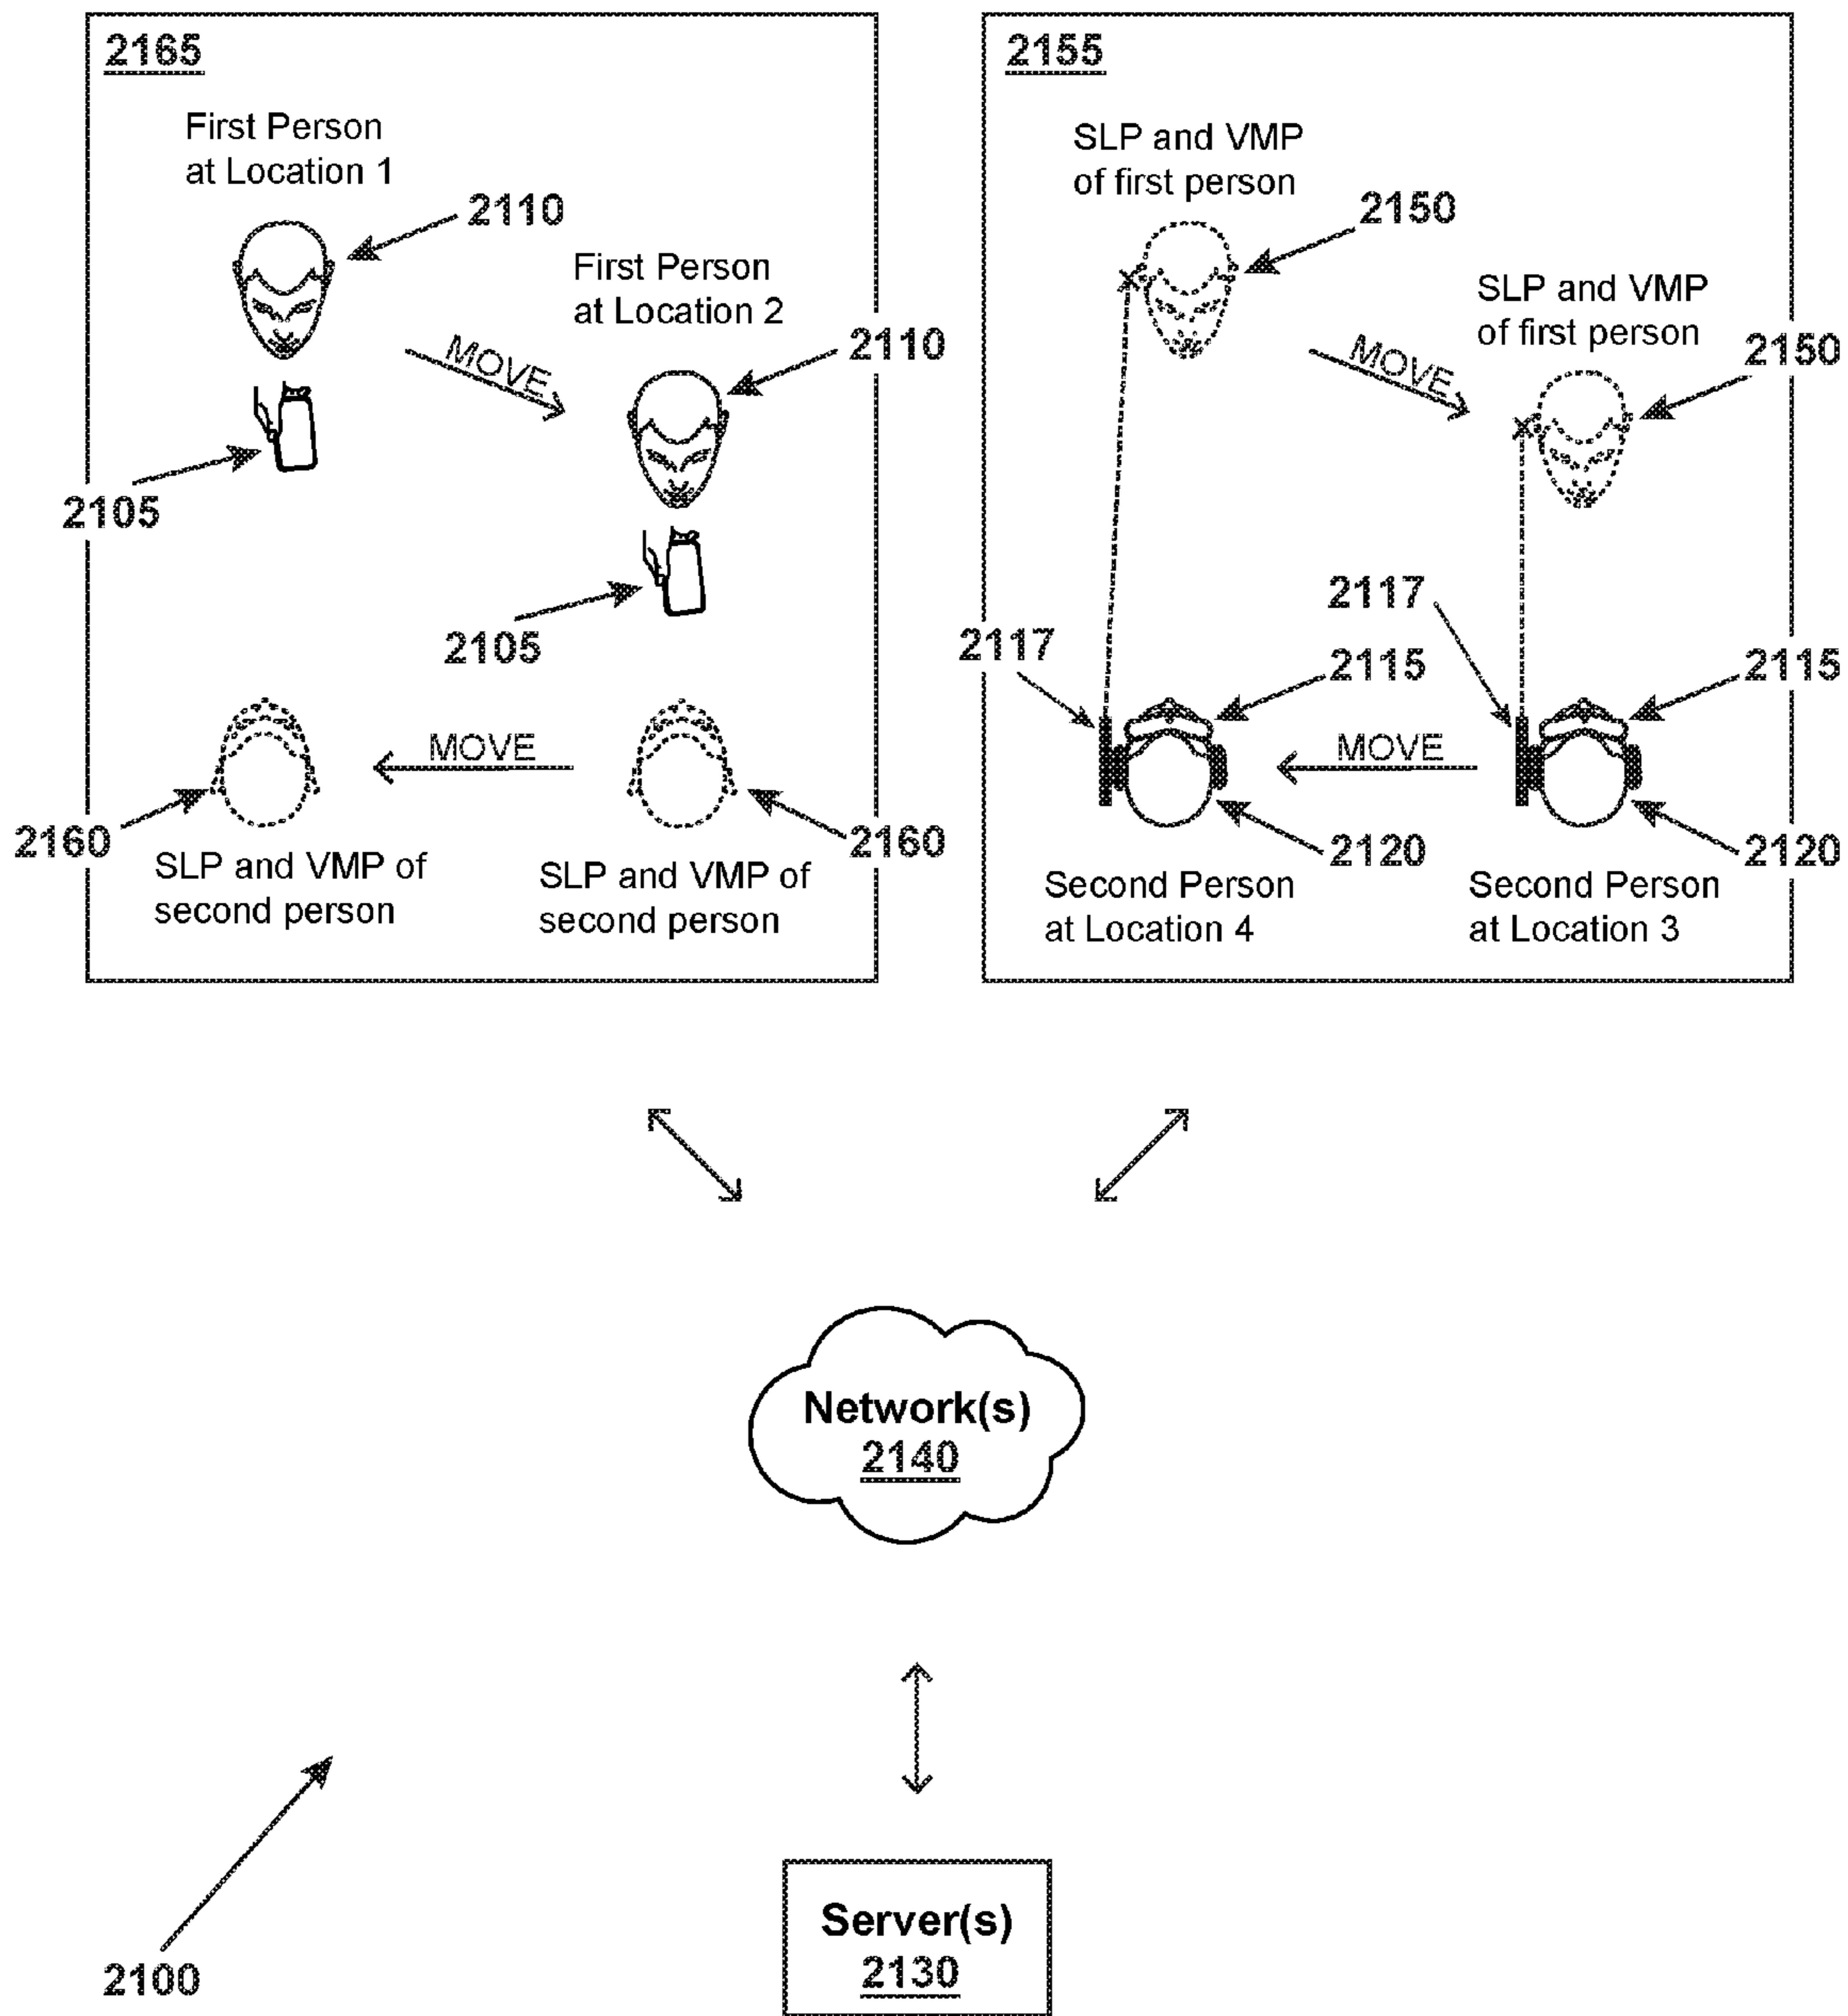 2165
First Person
at Location 1
2110
First Person
at Location 2
2110
MOVE
2105
2105
MOVE
2160
2160
SLP and VMP of
second person
SLP and VMP of
second person
2155
SLP and VMP
of first person
2150
SLP and VMP
of first person
2150
MOVE
2117
2117
2115
2115
MOVE
2120
2120
Second Person
at Location 4
Second Person
at Location 3
Network(s)
2140
2100
Server(s)
2130